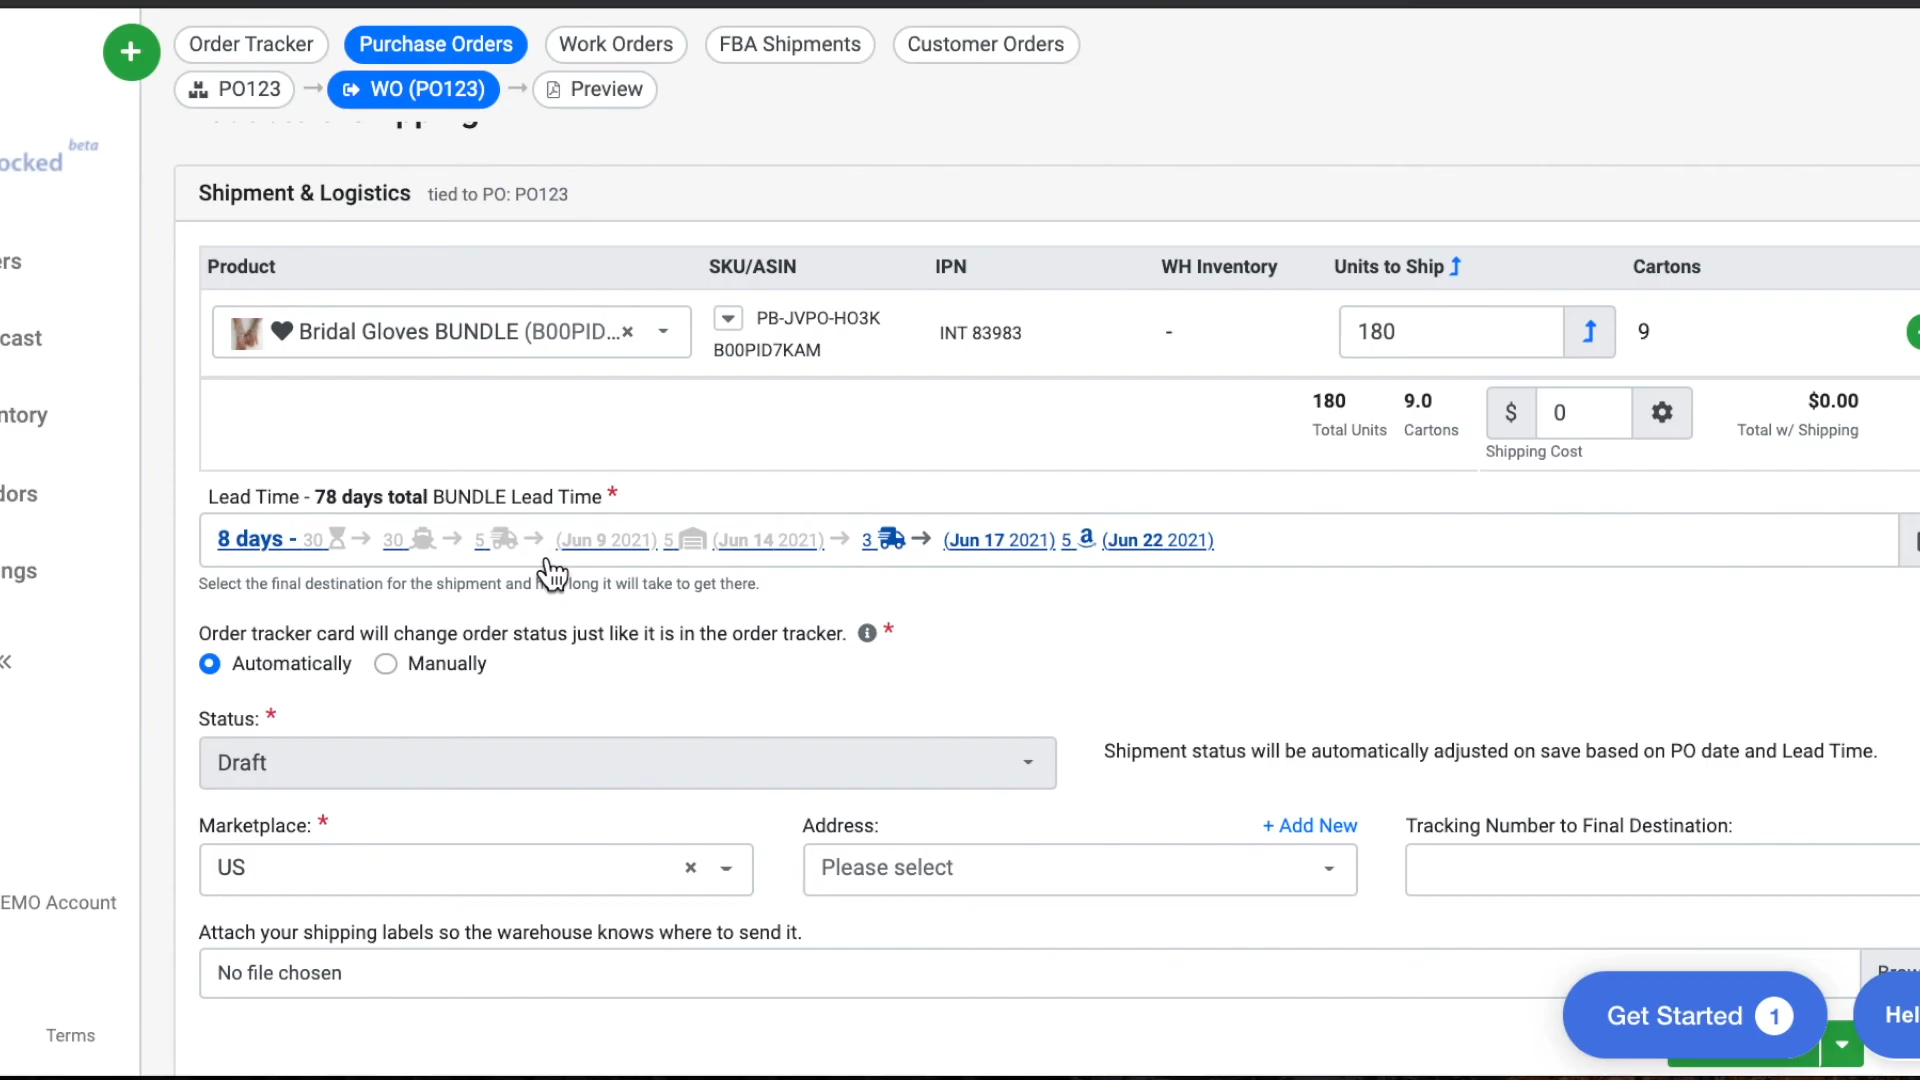 Order Tracker Purchase Orders Work Orders FBA Shipments Customer Orders
PO123 → WO (PO123) → Preview
beta
ocked
Shipment & Logistics tied to PO: PO123
Product SKU/ASIN IPN WH Inventory Units to Ship Cartons
Bridal Gloves BUNDLE (B00PID... × PB-JVPO-HO3K INT 83983 - 180 9
B00PID7KAM
180 9.0 $ 0 $0.00
Total Units Cartons Shipping Cost Total w/ Shipping
Lead Time - 78 days total BUNDLE Lead Time *
8 days - 30 → 30 → 5 → (Jun 9 2021) 5 (Jun 14 2021) → 3 → (Jun 17 2021) 5 a (Jun 22 2021)
Select the final destination for the shipment and long it will take to get there.
Order tracker card will change order status just like it is in the order tracker. *
Automatically Manually
Status: *
Draft
Shipment status will be automatically adjusted on save based on PO date and Lead Time.
Marketplace: * Address: + Add New Tracking Number to Final Destination:
US × Please select
Attach your shipping labels so the warehouse knows where to send it.
No file chosen
Get Started 1
Hel
ers
cast
ntory
dors
ngs
EMO Account
Terms